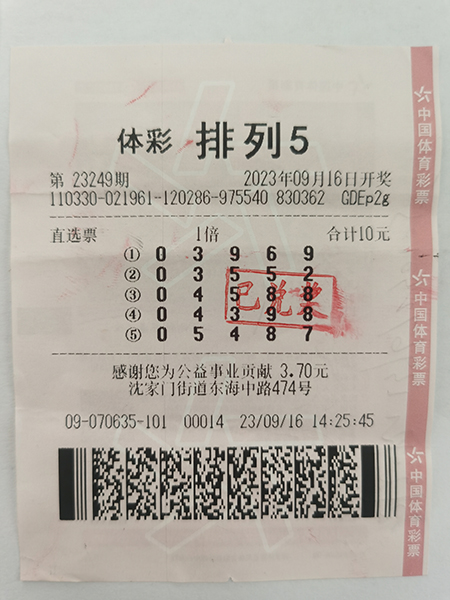 体彩 排列5
第 23249期 2023年09月16日开奖
110330-021961-120286-975540 830362 GDEp2g
直选票 1倍 合计10元
① 0 3 9 6 9
② 0 3 5 5 2
③ 0 4 5 8 8
④ 0 4 3 9 8
⑤ 0 5 4 8 7
已兑奖
感谢您为公益事业贡献 3.70元
沈家门街道东海中路474号
09-070635-101 00014 23/09/16 14:25:45
中国体育彩票
中国体育彩票
中国体育彩票